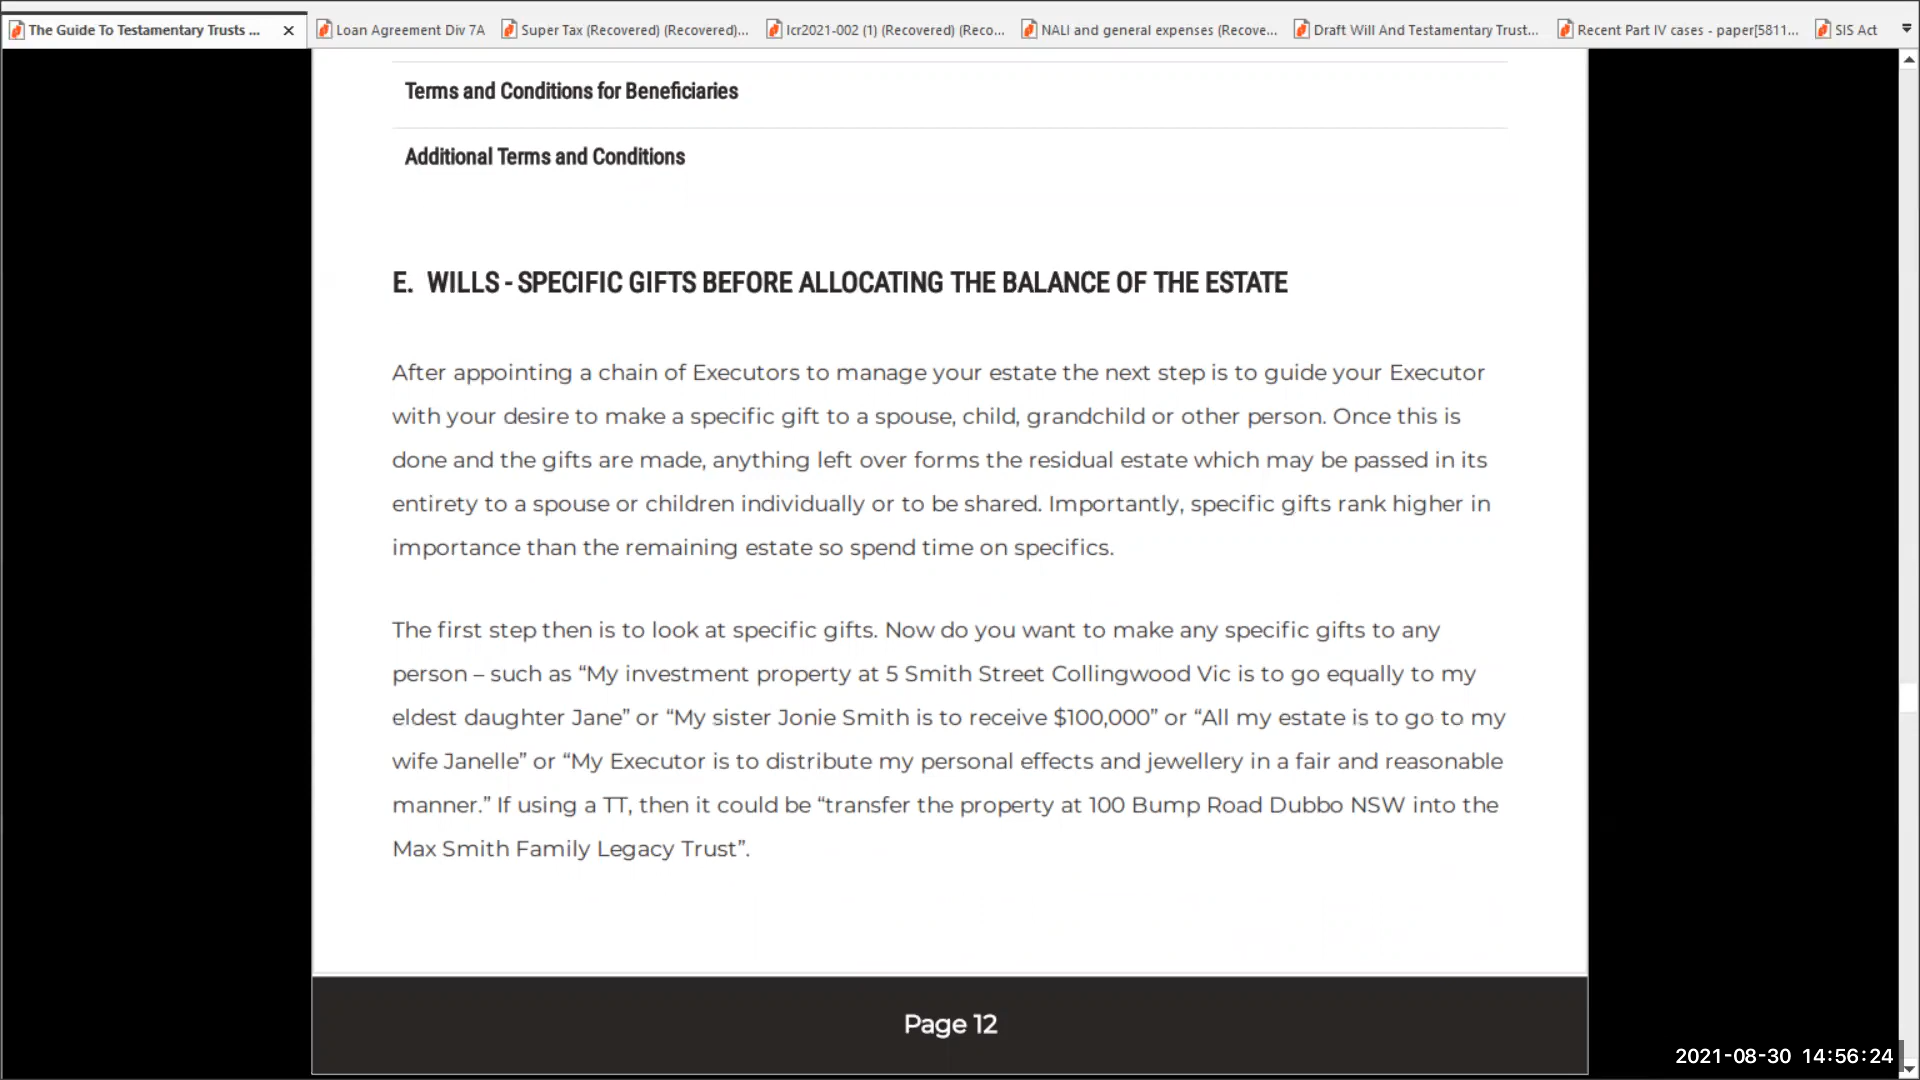 The Guide To Testamentary Trusts ...
Loan Agreement Div 7A
Super Tax (Recovered) (Recovered)...
lcr2021-002 (1) (Recovered) (Reco...
NALI and general expenses (Recove...
Draft Will And Testamentary Trust...
Recent Part IV cases - paper[5811...
SIS Act
Terms and Conditions for Beneficiaries
Additional Terms and Conditions
E. WILLS - SPECIFIC GIFTS BEFORE ALLOCATING THE BALANCE OF THE ESTATE
After appointing a chain of Executors to manage your estate the next step is to guide your Executor
with your desire to make a specific gift to a spouse, child, grandchild or other person. Once this is
done and the gifts are made, anything left over forms the residual estate which may be passed in its
entirety to a spouse or children individually or to be shared. Importantly, specific gifts rank higher in
importance than the remaining estate so spend time on specifics.
The first step then is to look at specific gifts. Now do you want to make any specific gifts to any
person – such as “My investment property at 5 Smith Street Collingwood Vic is to go equally to my
eldest daughter Jane” or “My sister Jonie Smith is to receive $100,000” or “All my estate is to go to my
wife Janelle” or “My Executor is to distribute my personal effects and jewellery in a fair and reasonable
manner.” If using a TT, then it could be “transfer the property at 100 Bump Road Dubbo NSW into the
Max Smith Family Legacy Trust”.
Page 12
2021-08-30 14:56:24